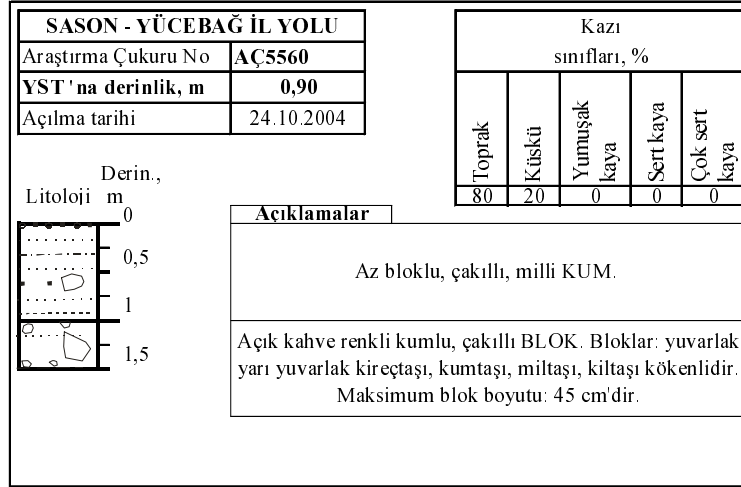 SASON - YÜCEBAĞ İL YOLU
Araştırma Çukuru No AÇ5560
YST 'na derinlik, m 0,90
Açılma tarihi 24.10.2004
Kazı
sınıfları, %
Toprak
Küskü
Yumuşak
kaya
Sert kaya
Çok sert
kaya
80 20 0 0 0
Derin.,
Litoloji m
0
0,5
1
1,5
Açıklamalar
Az bloklu, çakıllı, milli KUM.
Açık kahve renkli kumlu, çakıllı BLOK. Bloklar: yuvarlak
yarı yuvarlak kireçtaşı, kumtaşı, miltaşı, kiltaşı kökenlidir.
Maksimum blok boyutu: 45 cm'dir.